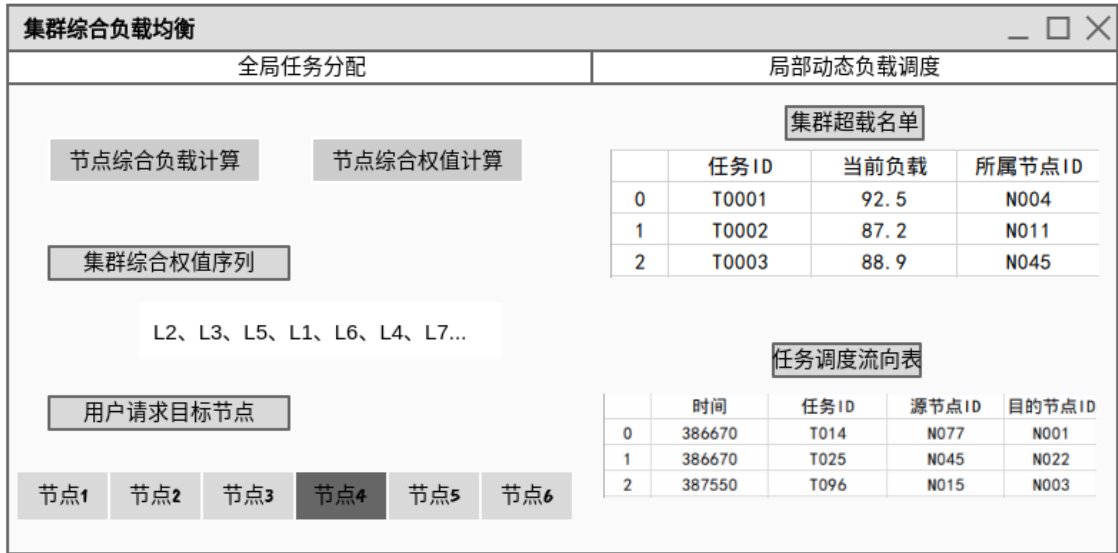 集群综合负载均衡
全局任务分配
节点综合负载计算 节点综合权值计算
集群综合权值序列
L2、L3、L5、L1、L6、L4、L7...
用户请求目标节点
节点1 节点2 节点3 节点4 节点5 节点6
局部动态负载调度
集群超载名单
任务ID 当前负载 所属节点ID
0 T0001 92.5 N004
1 T0002 87.2 N011
2 T0003 88.9 N045
任务调度流向表
时间 任务ID 源节点ID 目的节点ID
0 386670 T014 N077 N001
1 386670 T025 N045 N022
2 387550 T096 N015 N003